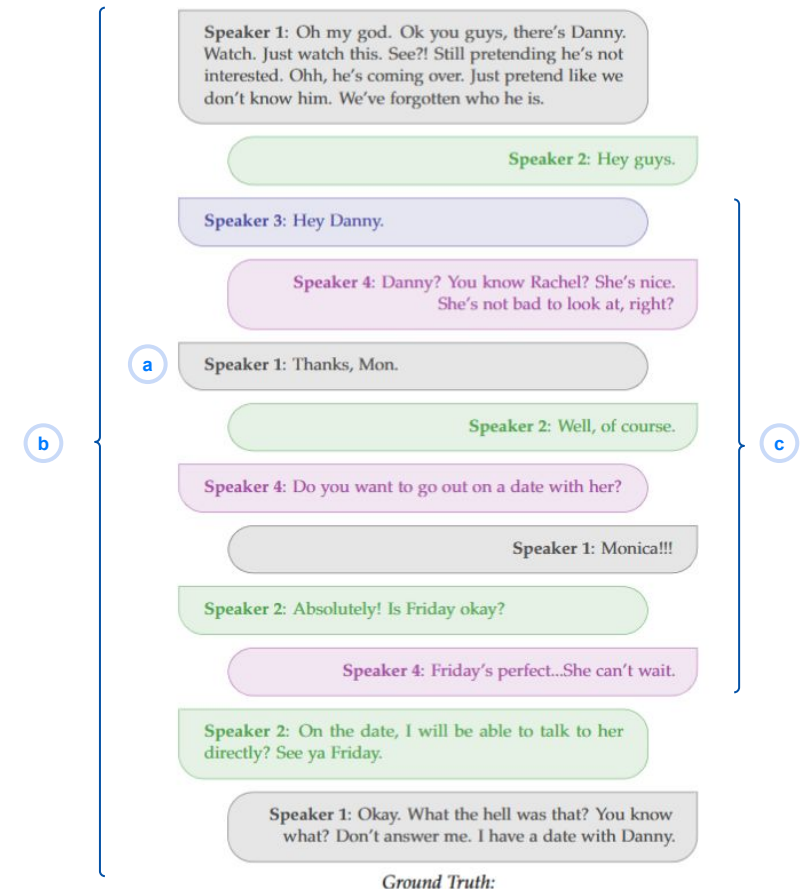 Speaker 1: Oh my god. Ok you guys, there's Danny.
Watch. Just watch this. See?! Still pretending he's not
interested. Ohh, he's coming over. Just pretend like we
don't know him. We've forgotten who he is.
Speaker 2: Hey guys.
Speaker 3: Hey Danny.
Speaker 4: Danny? You know Rachel? She's nice.
She's not bad to look at, right?
a
Speaker 1: Thanks, Mon.
Speaker 2: Well, of course.
b
c
Speaker 4: Do you want to go out on a date with her?
Speaker 1: Monica!!!
Speaker 2: Absolutely! Is Friday okay?
Speaker 4: Friday's perfect...She can't wait.
Speaker 2: On the date, I will be able to talk to her
directly? See ya Friday.
Speaker 1: Okay. What the hell was that? You know
what? Don't answer me. I have a date with Danny.
Ground Truth: